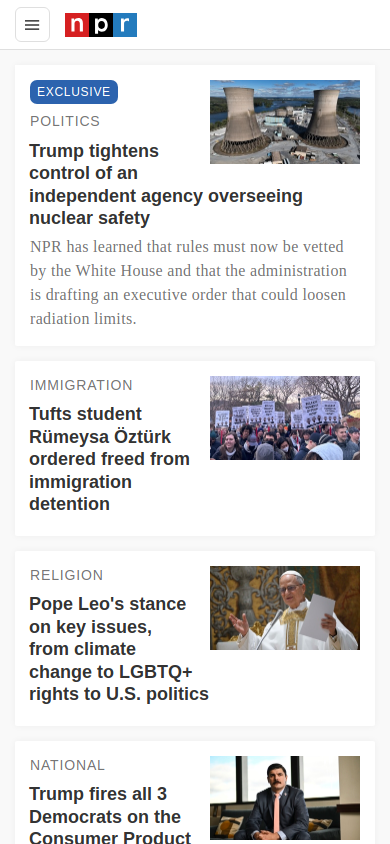 npr
EXCLUSIVE
POLITICS
Trump tightens
control of an
independent agency overseeing
nuclear safety
NPR has learned that rules must now be vetted
by the White House and that the administration
is drafting an executive order that could loosen
radiation limits.
IMMIGRATION
Tufts student
Rümeysa Öztürk
ordered freed from
immigration
detention
RELIGION
Pope Leo's stance
on key issues,
from climate
change to LGBTQ+
rights to U.S. politics
NATIONAL
Trump fires all 3
Democrats on the
Consumer Product